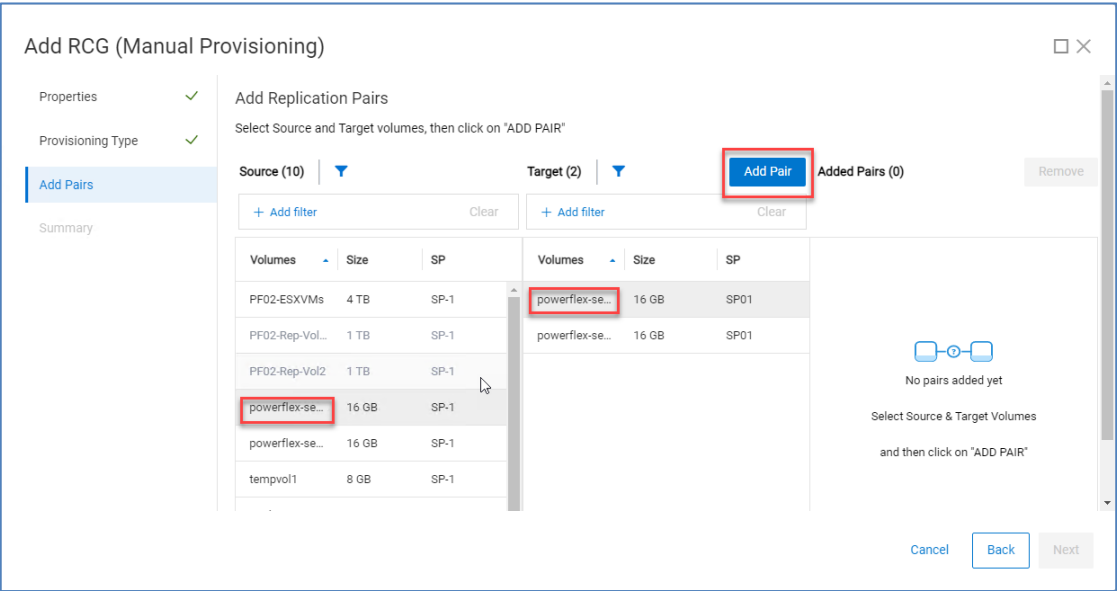 Add RCG (Manual Provisioning)
Properties
Provisioning Type
Add Pairs
Summary
Add Replication Pairs
Select Source and Target volumes, then click on "ADD PAIR"
Source (10)
Target (2)
Add Pair
Added Pairs (0)
Remove
+ Add filter Clear
+ Add filter Clear
Volumes Size SP
Volumes Size SP
PF02-ESXVMs 4 TB SP-1
powerflex-se... 16 GB SP01
PF02-Rep-Vol... 1 TB SP-1
powerflex-se... 16 GB SP01
PF02-Rep-Vol2 1 TB SP-1
powerflex-se... 16 GB SP-1
powerflex-se... 16 GB SP-1
tempvol1 8 GB SP-1
No pairs added yet
Select Source & Target Volumes
and then click on "ADD PAIR"
Cancel
Back
Next